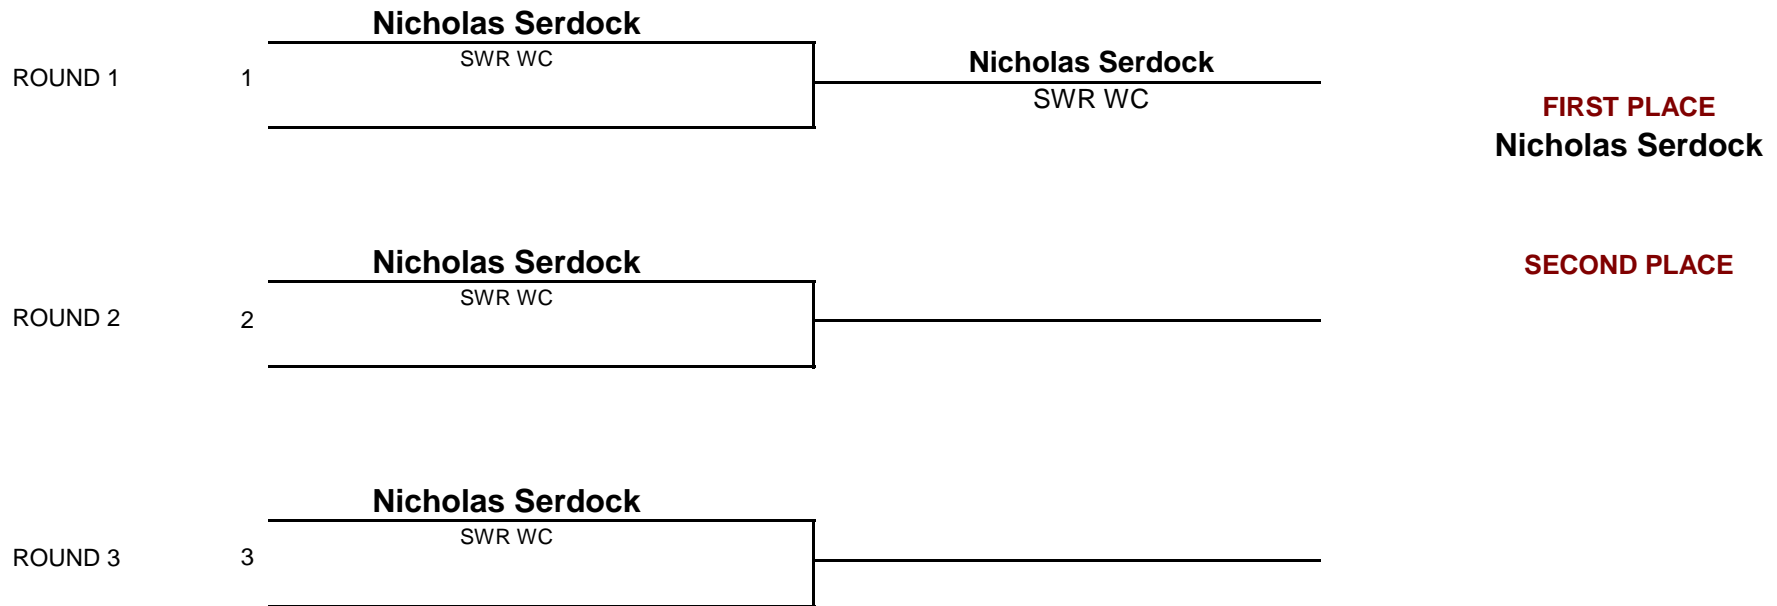 Nicholas Serdock
SWR WC
ROUND 1
1
Nicholas Serdock
SWR WC
FIRST PLACE
Nicholas Serdock
Nicholas Serdock
SWR WC
ROUND 2
2
SECOND PLACE
Nicholas Serdock
SWR WC
ROUND 3
3